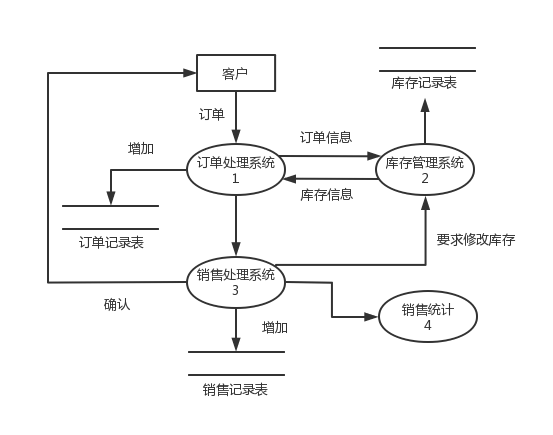 客户
库存记录表
订单
订单信息
增加
订单处理系统
1
库存管理系统
2
库存信息
订单记录表
要求修改库存
销售处理系统
3
确认
销售统计
4
增加
销售记录表